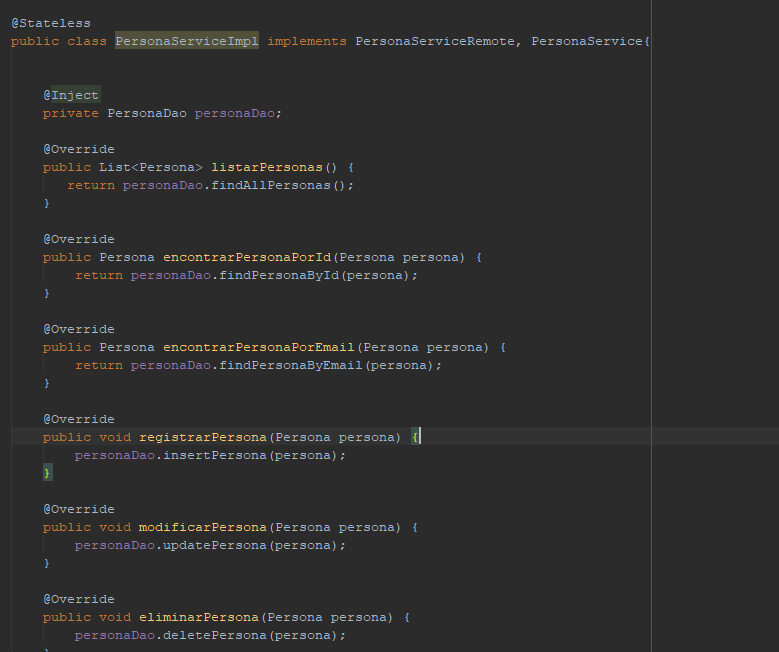 @Stateless
public class PersonaServiceImpl implements PersonaServiceRemote, PersonaService{
@Inject
private PersonaDao personaDao;
@Override
public List<Persona> listarPersonas() {
return personaDao.findAllPersonas();
}
@Override
public Persona encontrarPersonaPorId(Persona persona) {
return personaDao.findPersonaById(persona);
}
@Override
public Persona encontrarPersonaPorEmail(Persona persona) {
return personaDao.findPersonaByEmail(persona);
}
@Override
public void registrarPersona(Persona persona) {
personaDao.insertPersona(persona);
}
@Override
public void modificarPersona(Persona persona) {
personaDao.updatePersona(persona);
}
@Override
public void eliminarPersona(Persona persona) {
personaDao.deletePersona(persona);
}